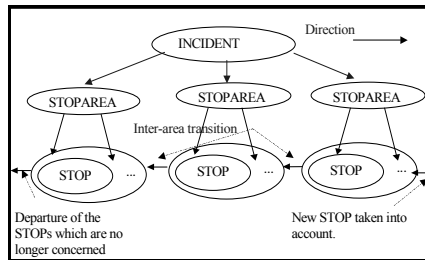 INCIDENT
Direction
STOPAREA
STOPAREA
STOPAREA
Inter-area transition
STOP
...
STOP
...
STOP
...
Departure of the
STOPs which are no
longer concerned
New STOP taken into
account.